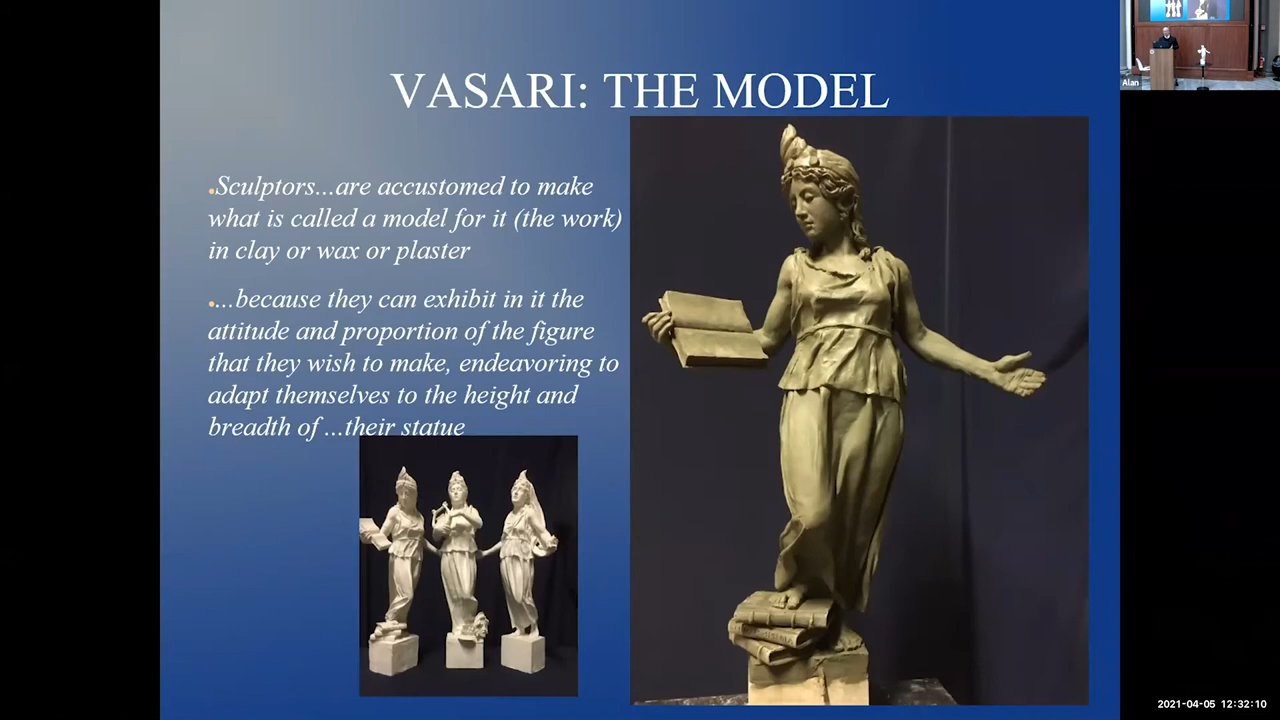 VASARI: THE MODEL
•Sculptors...are accustomed to make
what is called a model for it (the work)
in clay or wax or plaster
•...because they can exhibit in it the
attitude and proportion of the figure
that they wish to make, endeavoring to
adapt themselves to the height and
breadth of ...their statue
Alan
2021-04-05 12:32:10